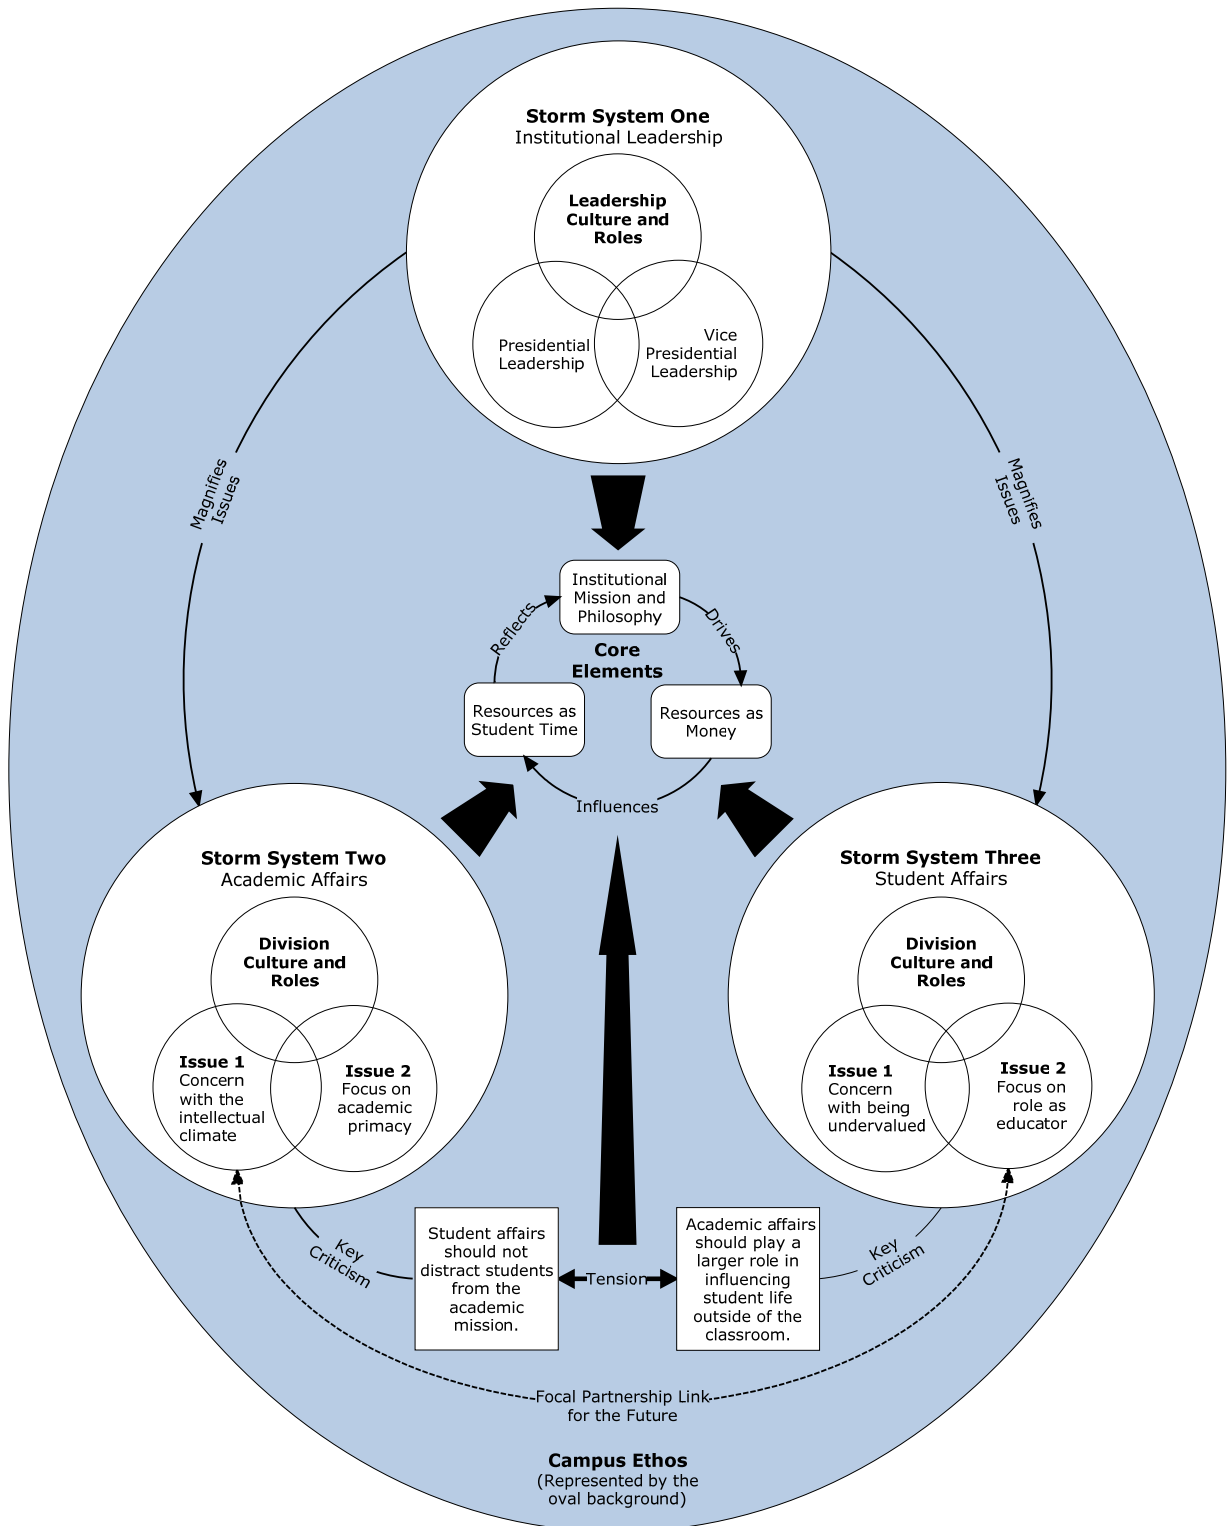 Storm System One
Institutional Leadership
Leadership
Culture and
Roles
Presidential
Leadership
Vice
Presidential
Leadership
Magnifies
Issues
Magnifies
Issues
Institutional
Mission and
Philosophy
Reflects
Drives
Core
Elements
Resources as
Student Time
Resources as
Money
Influences
Storm System Two
Academic Affairs
Division
Culture and
Roles
Issue 1
Concern
with the
intellectual
climate
Issue 2
Focus on
academic
primacy
Storm System Three
Student Affairs
Division
Culture and
Roles
Issue 1
Concern
with being
undervalued
Issue 2
Focus on
role as
educator
Key
Criticism
Student affairs
should not
distract students
from the
academic
mission.
Tension
Academic affairs
should play a
larger role in
influencing
student life
outside of the
classroom.
Key
Criticism
Focal Partnership Link
for the Future
Campus Ethos
(Represented by the
oval background)